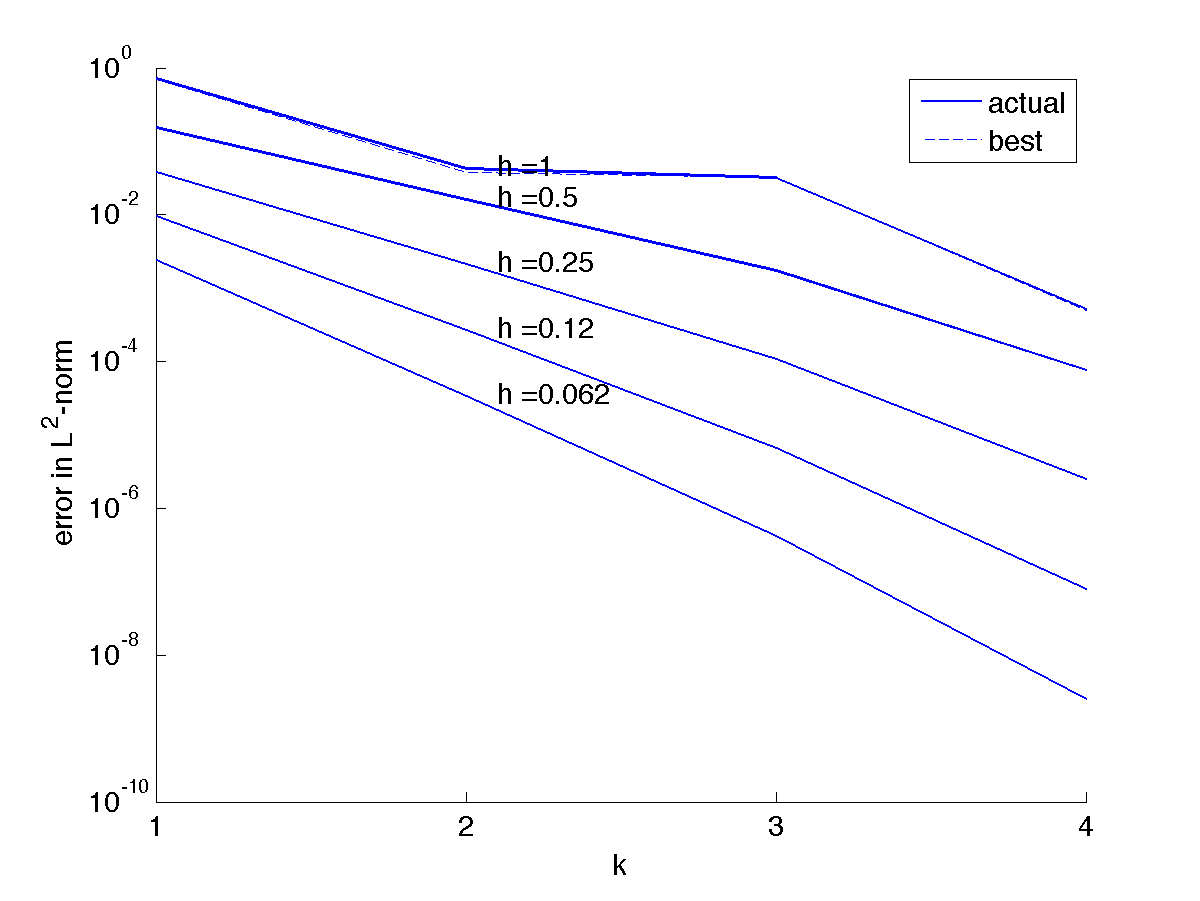 10^0
10^-2
10^-4
10^-6
10^-8
10^-10
error in L^2-norm
h =1
h =0.5
h =0.25
h =0.12
h =0.062
actual
best
1 2 3 4
k